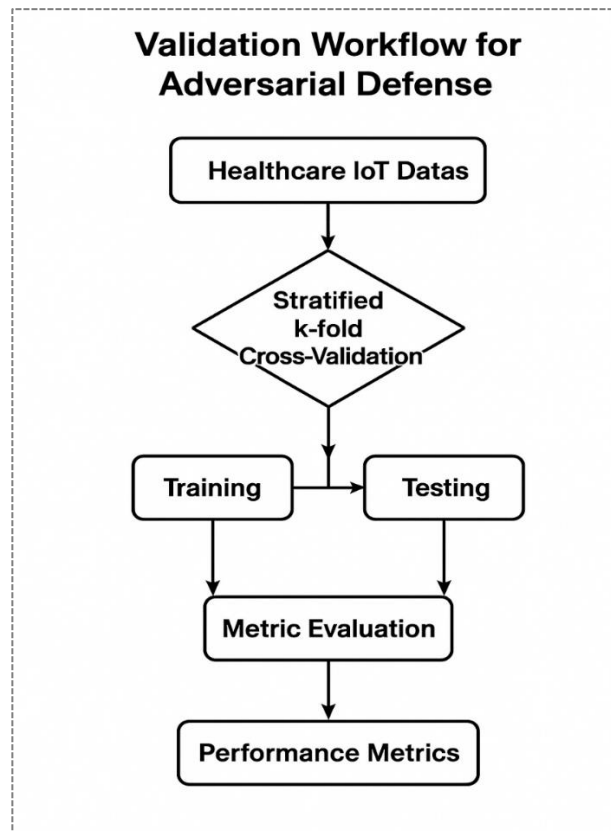 Validation Workflow for
Adversarial Defense
Healthcare IoT Datas
Stratified
k-fold
Cross-Validation
Training
Testing
Metric Evaluation
Performance Metrics